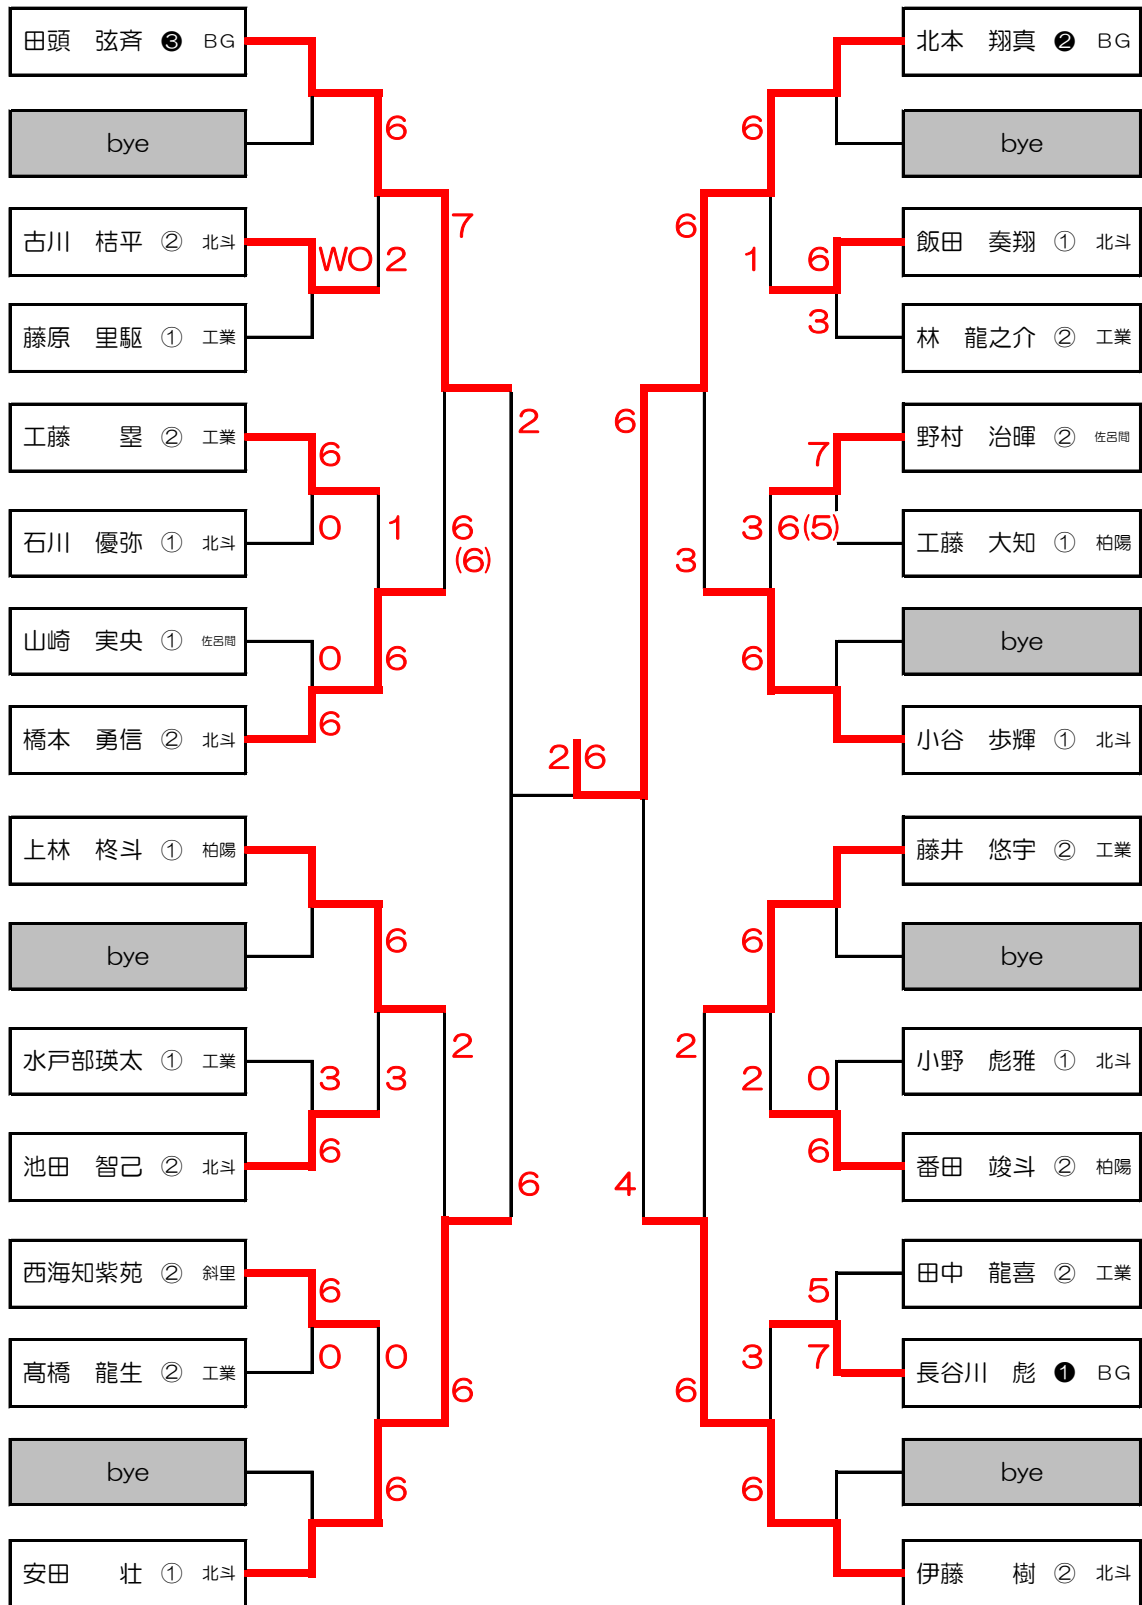 田頭 弦斉 ❸ BG
bye
古川 桔平 ② 北斗
藤原 里駆 ① 工業
工藤 塁 ② 工業
石川 優弥 ① 北斗
山崎 実央 ① 佐呂間
橋本 勇信 ② 北斗
上林 柊斗 ① 柏陽
bye
水戸部瑛太 ① 工業
池田 智己 ② 北斗
西海知紫苑 ② 斜里
髙橋 龍生 ② 工業
bye
安田 壮 ① 北斗
6
WO
2
7
6
0
1
6
(6)
0
6
6
2
6
3
3
6
2
6
0
0
6
6
6
2
6
北本 翔真 ❷ BG
bye
飯田 奏翔 ① 北斗
林 龍之介 ② 工業
野村 治暉 ② 佐呂間
工藤 大知 ① 柏陽
bye
小谷 歩輝 ① 北斗
藤井 悠宇 ② 工業
bye
小野 彪雅 ① 北斗
番田 竣斗 ② 柏陽
田中 龍喜 ② 工業
長谷川 彪 ❶ BG
bye
伊藤 樹 ② 北斗
6
6
1
6
3
6
7
3
6(5)
3
6
6
2
2
0
6
4
5
3
7
6
6